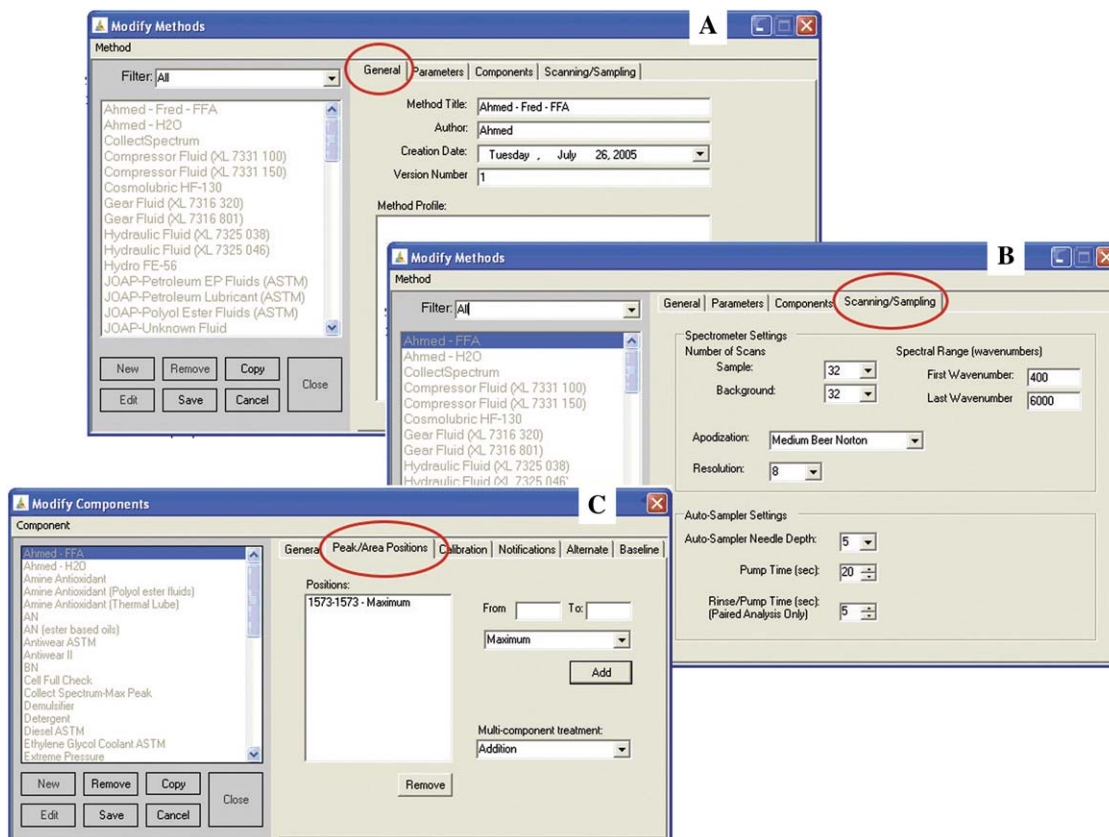 A
Modify Methods
Method
Filter: All
Ahmed - Fred - FFA
Ahmed - H2O
CollectSpectrum
Compressor Fluid (XL 7331 100)
Compressor Fluid (XL 7331 150)
Cosmolubric HF-130
Gear Fluid (XL 7316 320)
Gear Fluid (XL 7316 801)
Hydraulic Fluid (XL 7325 038)
Hydraulic Fluid (XL 7325 046)
Hydro FE-56
JOAP-Petroleum EP Fluids (ASTM)
JOAP-Petroleum Lubricant (ASTM)
JOAP-Polyol Ester Fluids (ASTM)
JOAP-Unknown Fluid
New Remove Copy
Edit Save Cancel
Close
General Parameters Components Scanning/Sampling
Method Title: Ahmed - Fred - FFA
Author: Ahmed
Creation Date: Tuesday , July 26, 2005
Version Number 1
Method Profile:
B
Modify Methods
Method
Filter: All
Ahmed - FFA
Ahmed - H2O
CollectSpectrum
Compressor Fluid (XL 7331 100)
Compressor Fluid (XL 7331 150)
Cosmolubric HF-130
Gear Fluid (XL 7316 320)
Gear Fluid (XL 7316 801)
Hydraulic Fluid (XL 7325 038)
Hydraulic Fluid (XL 7325 046)
General Parameters Components Scanning/Sampling
Spectrometer Settings
Number of Scans
Sample: 32
Background: 32
Spectral Range (wavenumbers)
First Wavenumber: 400
Last Wavenumber 6000
Apodization: Medium Beer Norton
Resolution: 8
Auto-Sampler Settings
Auto-Sampler Needle Depth: 5
Pump Time (sec): 20
Rinse/Pump Time (sec): 5
(Paired Analysis Only)
C
Modify Components
Component
Ahmed - FFA
Ahmed - H2O
Amine Antioxidant
Amine Antioxidant (Polyol ester fluids)
Amine Antioxidant (Thermal Lube)
AN
AN (ester based oils)
Antiwear ASTM
Antiwear II
BN
Cell Full Check
Collect Spectrum-Max Peak
Demulsifier
Detergent
Diesel ASTM
Ethylene Glycol Coolant ASTM
Extreme Pressure
New Remove Copy
Edit Save Cancel
Close
General Peak/Area Positions Calibration Notifications Alternate Baseline
Positions:
1573-1573 - Maximum
From To:
Maximum
Add
Multi-component treatment:
Addition
Remove